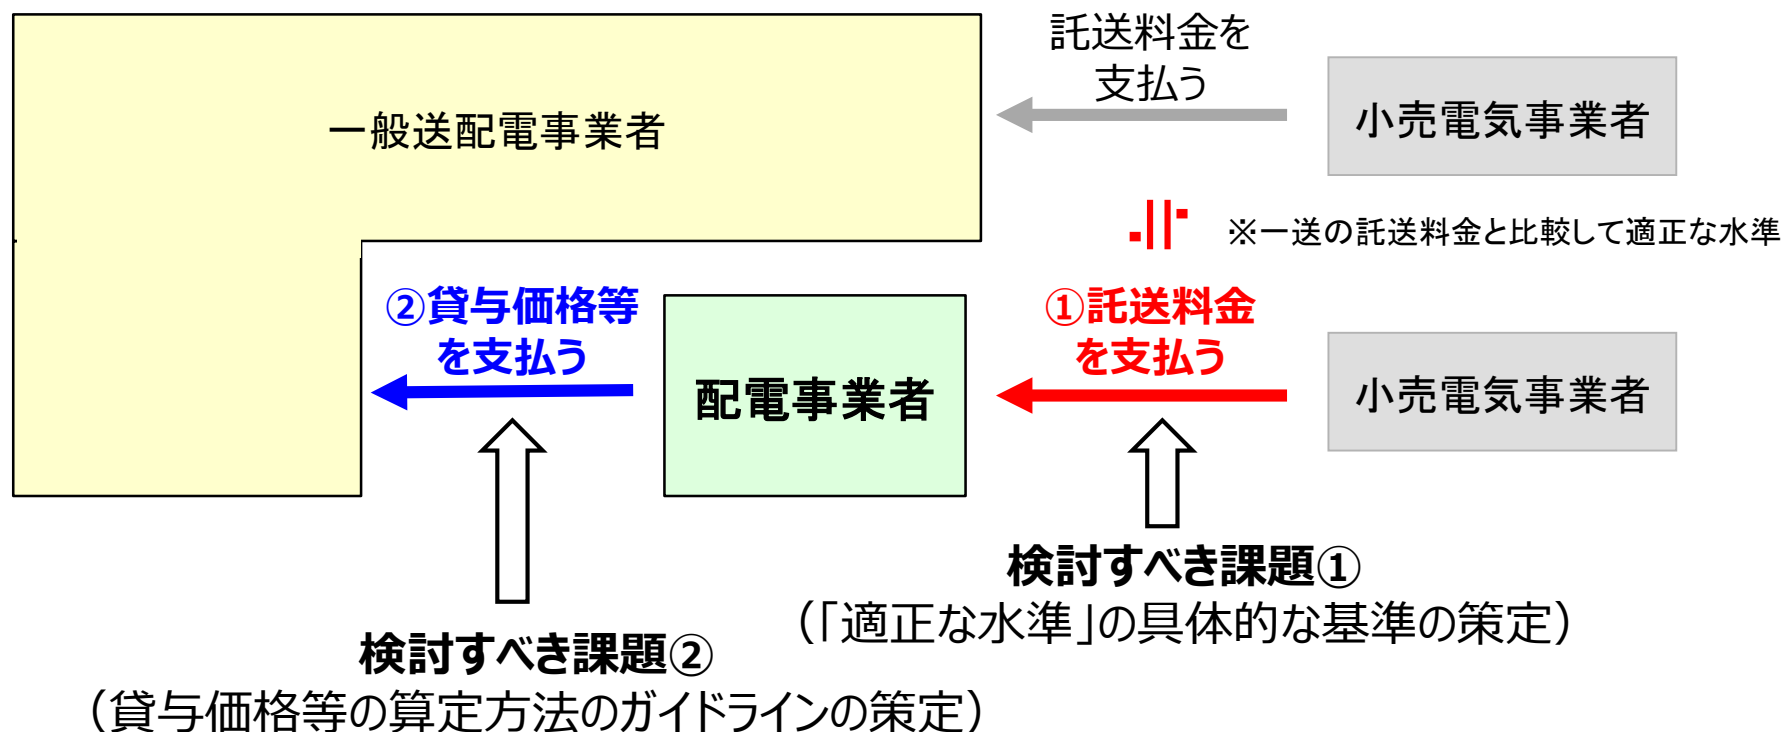 託送料金を
支払う
一般送配電事業者
小売電気事業者
≒
※一送の託送料金と比較して適正な水準
②貸与価格等
を支払う
①託送料金
を支払う
配電事業者
小売電気事業者
検討すべき課題①
（「適正な水準」の具体的な基準の策定）
検討すべき課題②
（貸与価格等の算定方法のガイドラインの策定）